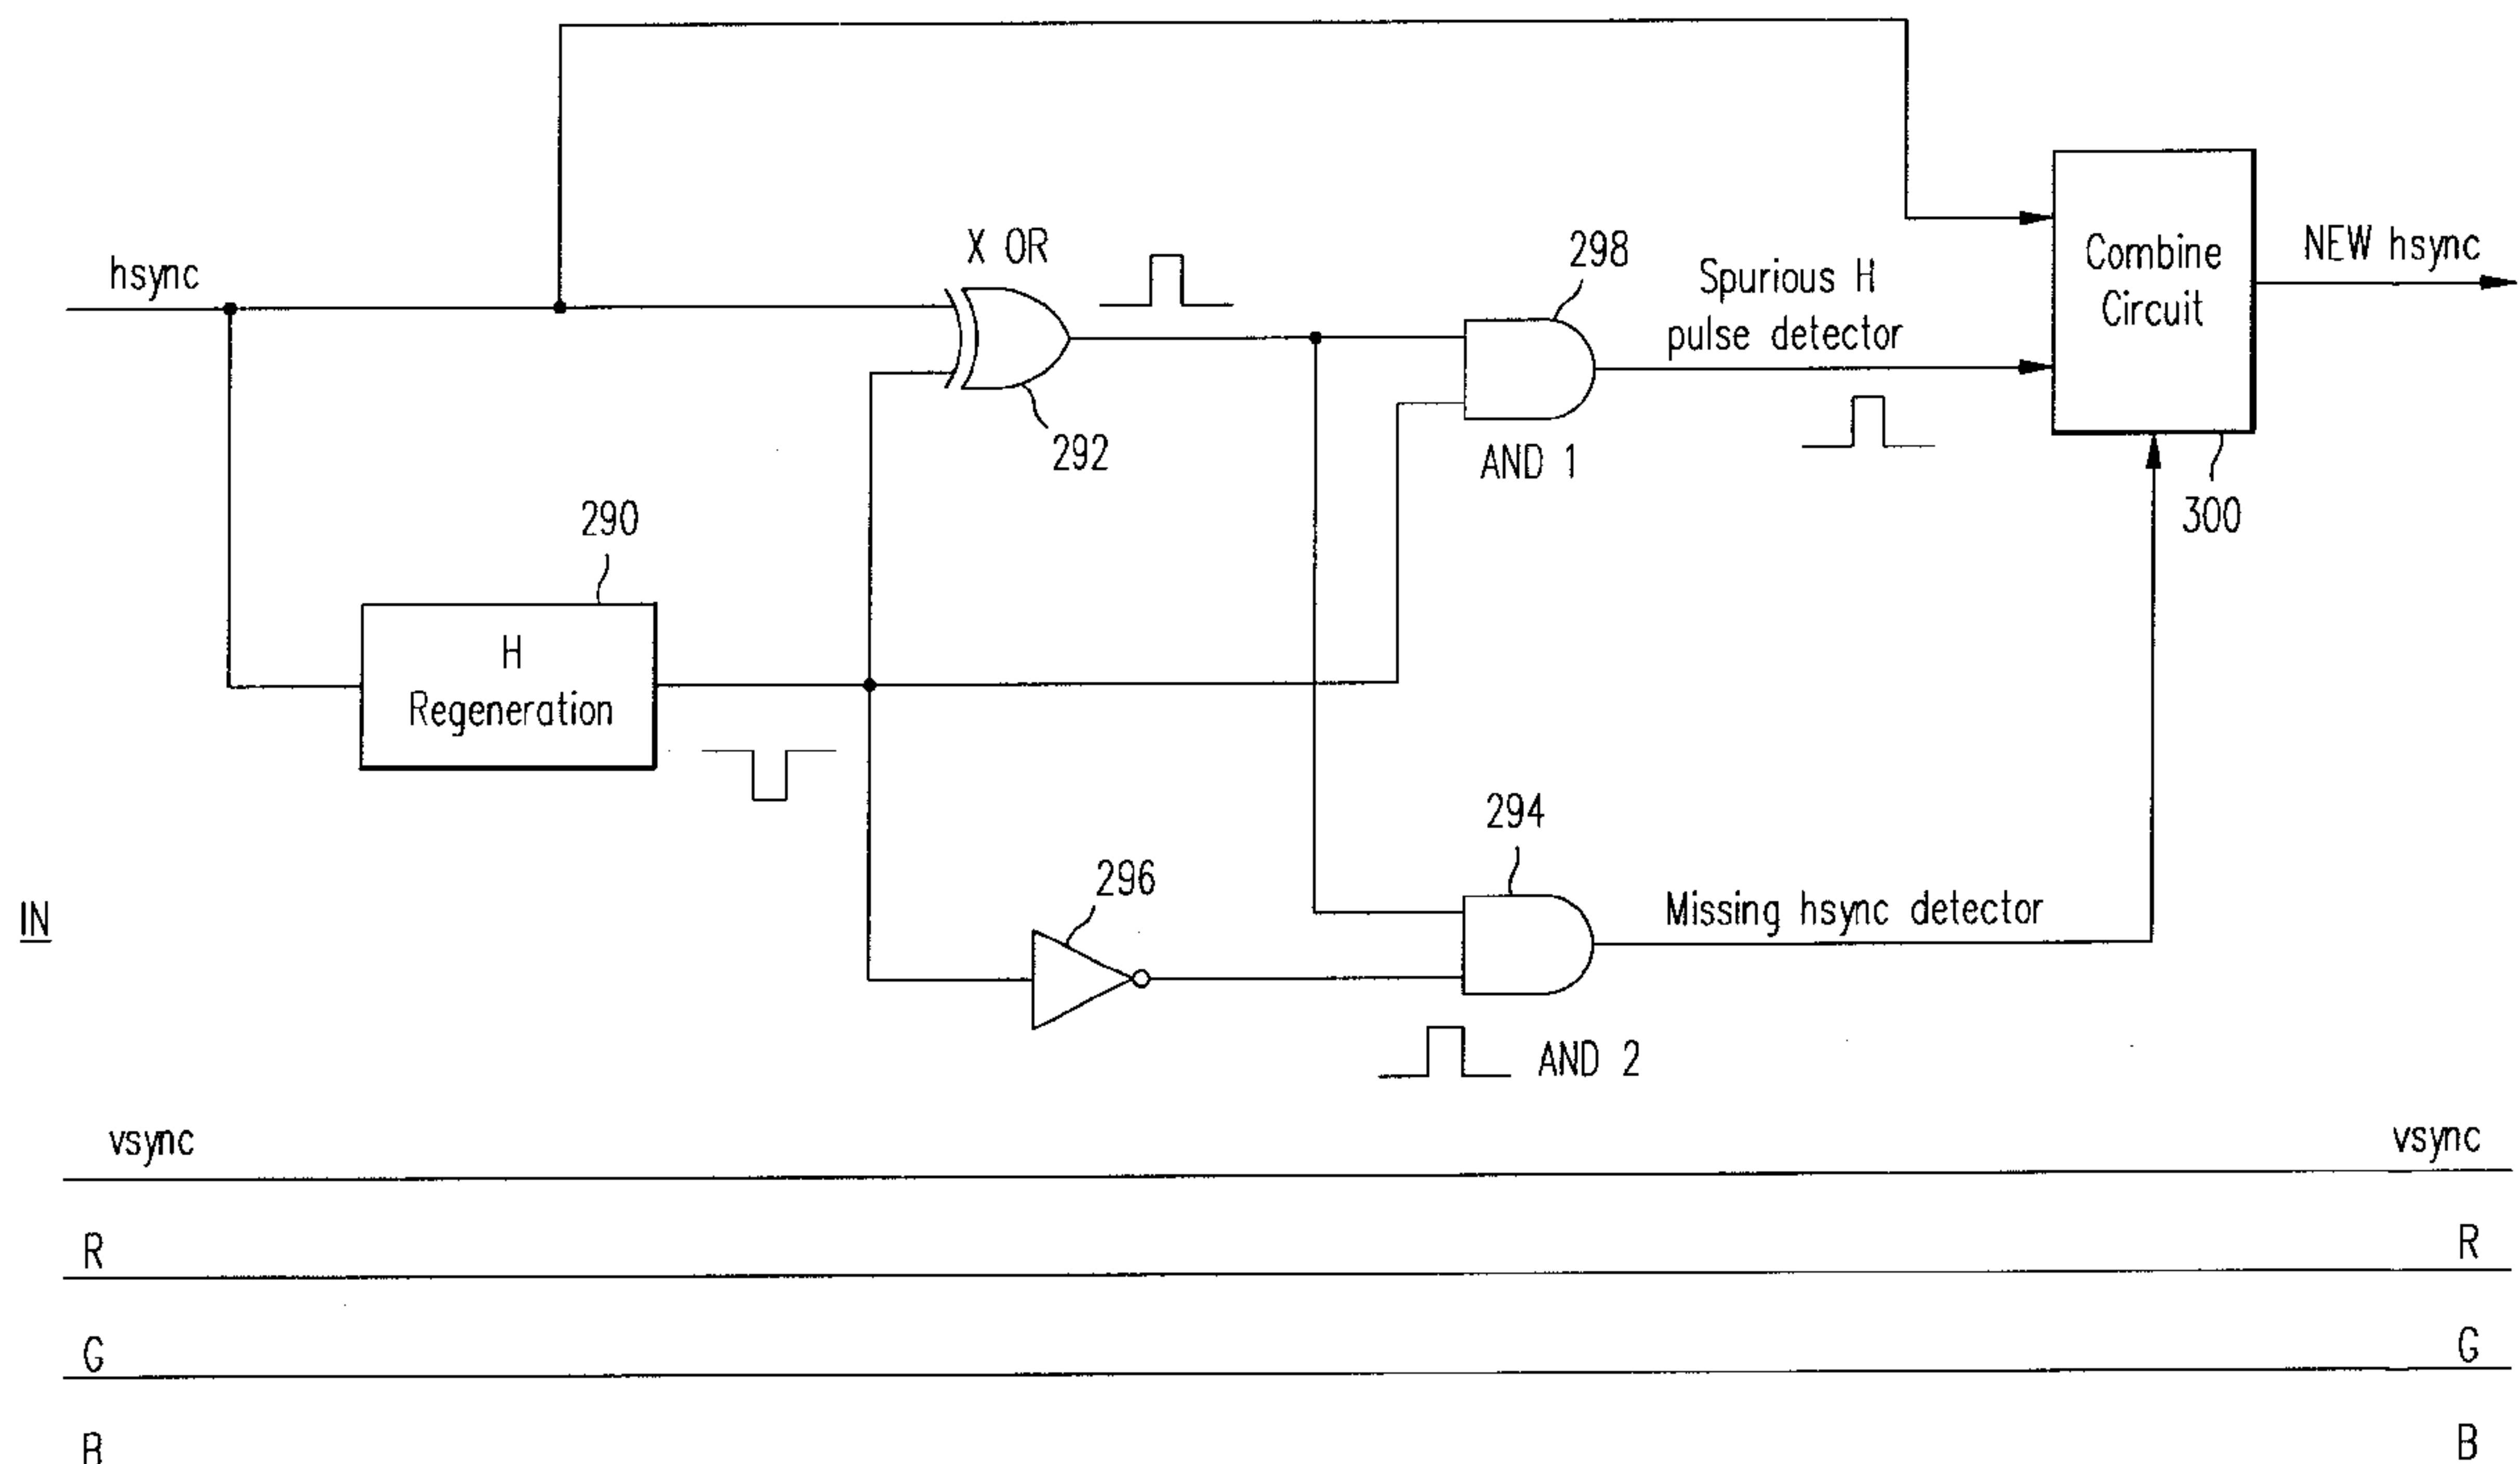 hsync
X OR
292
298
Spurious H
pulse detector
AND 1
Combine
Circuit
300
NEW hsync
290
H
Regeneration
296
294
Missing hsync detector
AND 2
IN
vsync
vsync
R
R
G
G
B
B